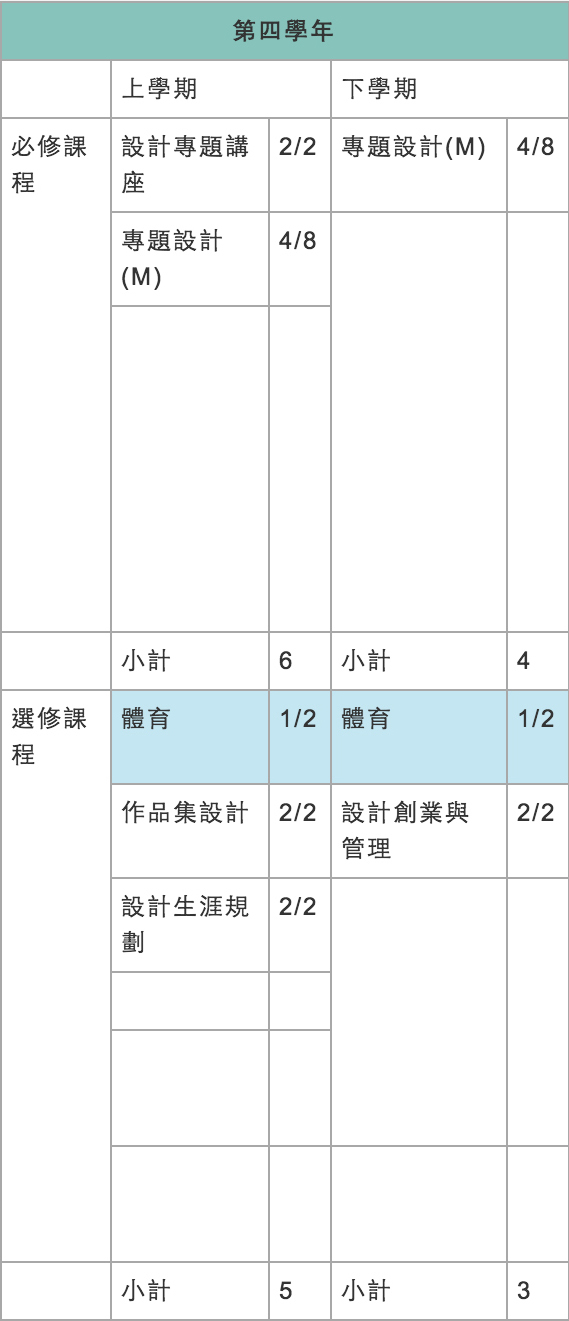 第四學年
上學期 下學期
必修課程 設計專題講座 2/2 專題設計(M) 4/8
專題設計(M) 4/8
小計 6 小計 4
選修課程 體育 1/2 體育 1/2
作品集設計 2/2 設計創業與管理 2/2
設計生涯規劃 2/2
小計 5 小計 3